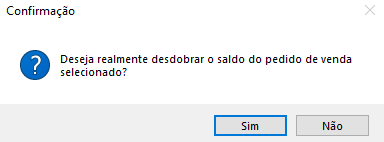 Confirmação
Deseja realmente desdobrar o saldo do pedido de venda
selecionado?
Sim
Não